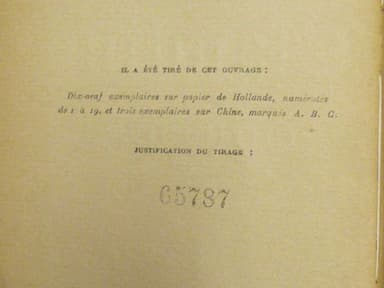 IL A ÉTÉ TIRÉ DE CET OUVRAGE :
Dix-neuf exemplaires sur papier de Hollande, numérotés
de 1 à 19, et trois exemplaires sur Chine, marqués A. B. C.
JUSTIFICATION DU TIRAGE :
65787